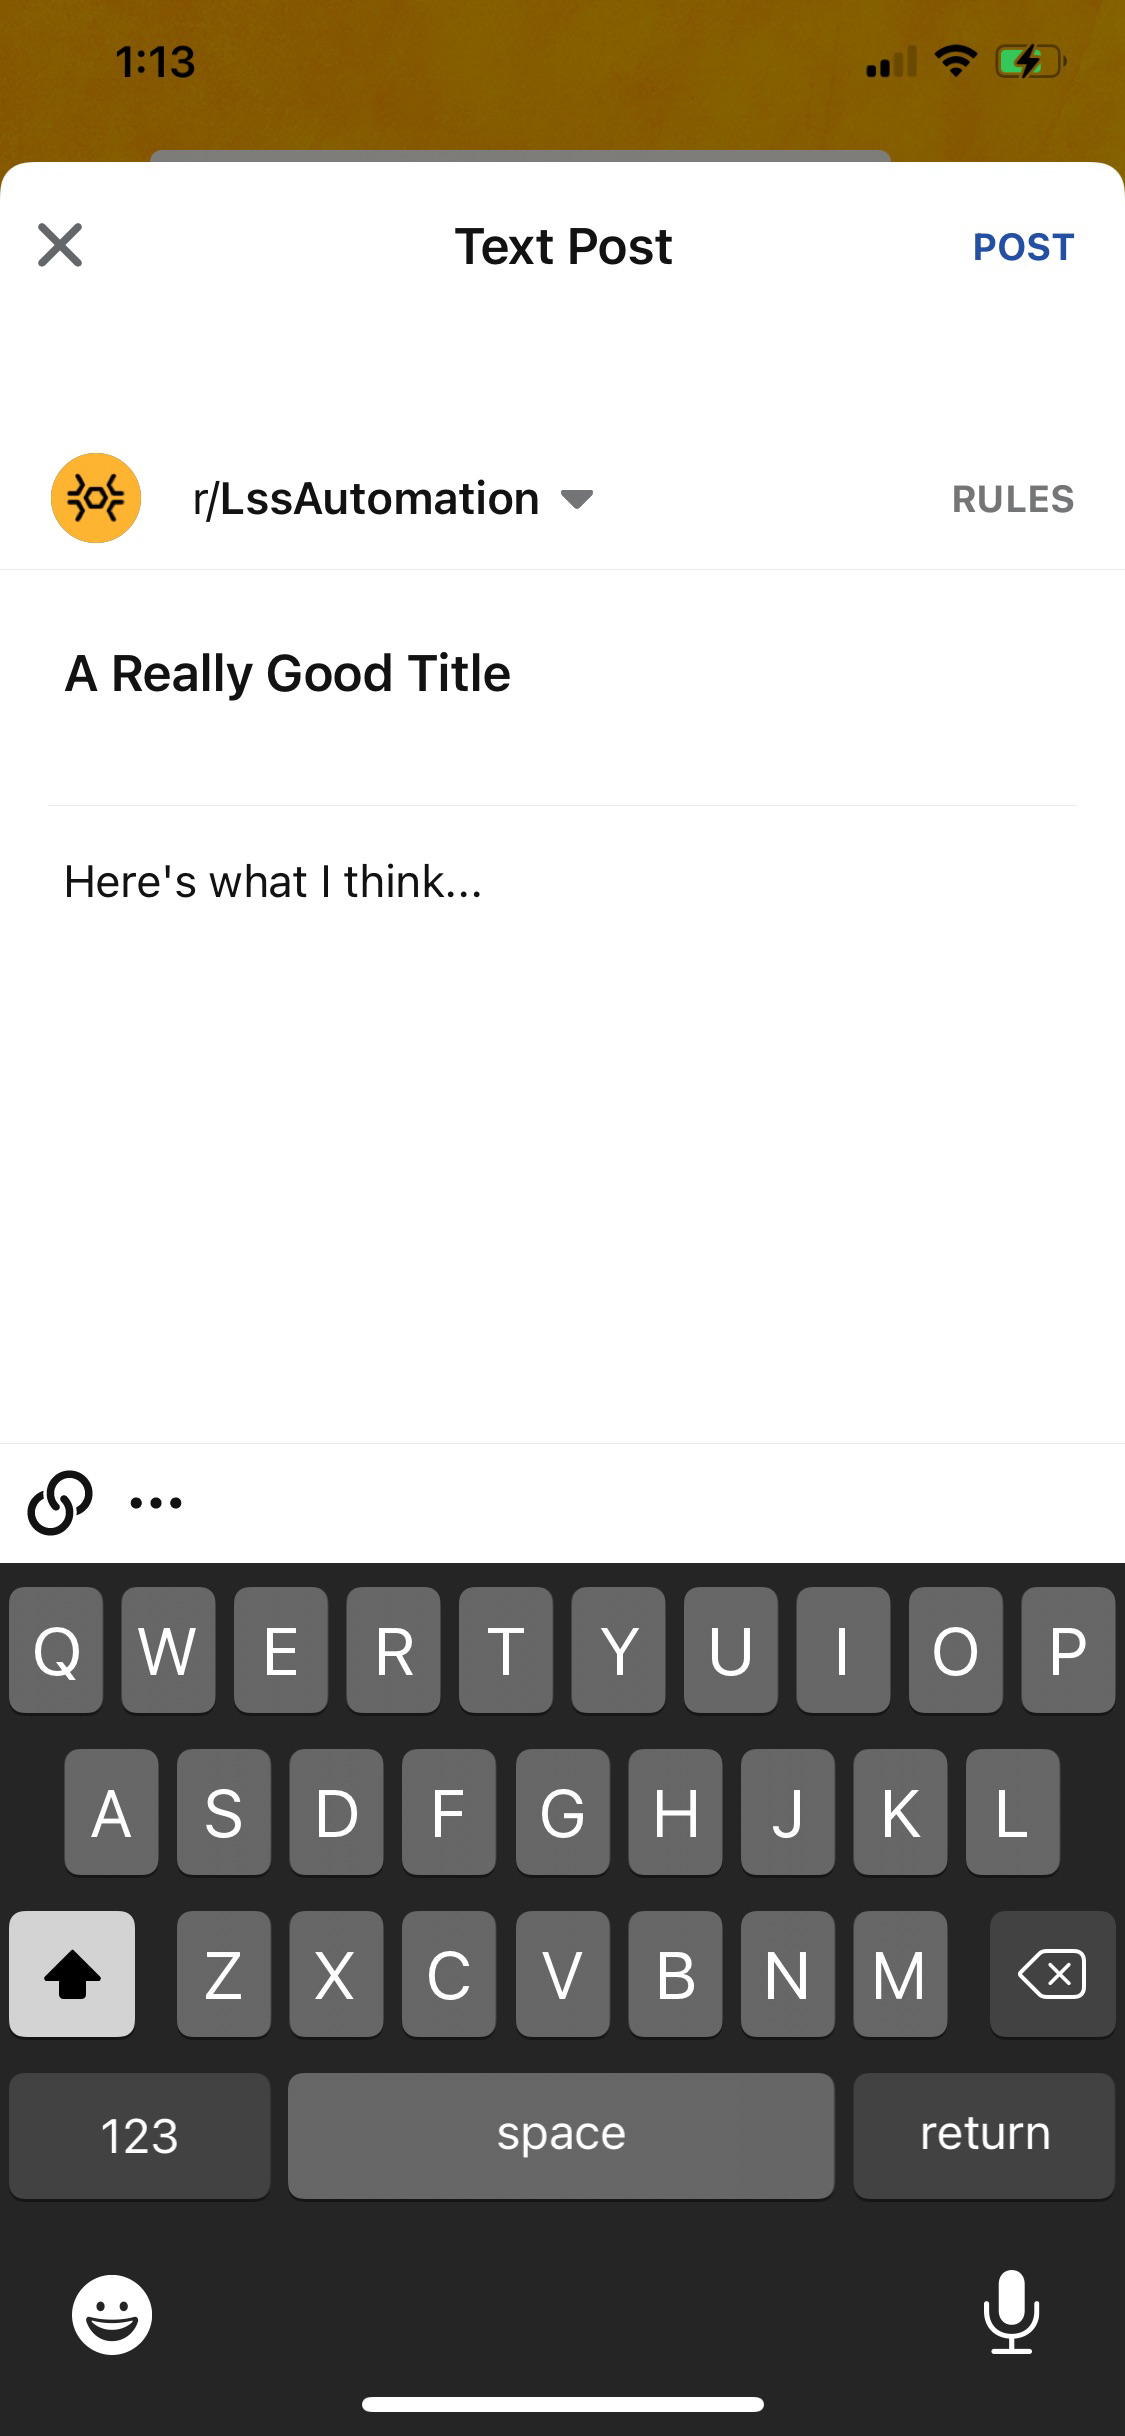 1:13
Text Post
POST
r/LssAutomation
RULES
A Really Good Title
Here's what I think...
Q W E R T Y U I O P
A S D F G H J K L
Z X C V B N M
123 space return